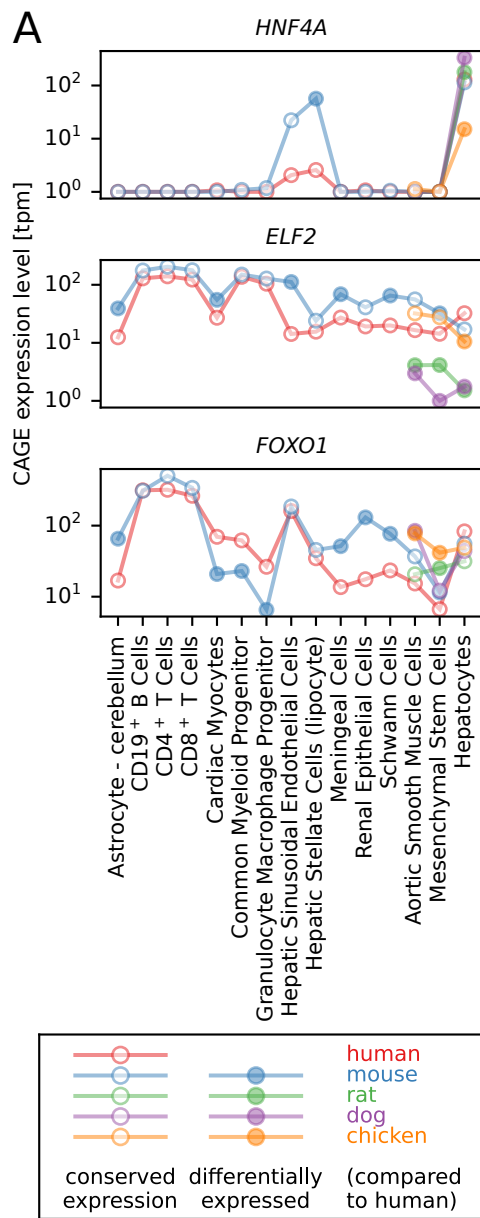 A
HNF4A
10²
10¹
10⁰
ELF2
10²
10¹
10⁰
CAGE expression level [tpm]
FOXO1
10²
10¹
Astrocyte - cerebellum
CD19⁺ B Cells
CD4⁺ T Cells
CD8⁺ T Cells
Cardiac Myocytes
Common Myeloid Progenitor
Granulocyte Macrophage Progenitor
Hepatic Sinusoidal Endothelial Cells
Hepatic Stellate Cells (lipocyte)
Meningeal Cells
Renal Epithelial Cells
Schwann Cells
Aortic Smooth Muscle Cells
Mesenchymal Stem Cells
Hepatocytes
human
mouse
rat
dog
chicken
conserved differentially (compared
expression expressed to human)